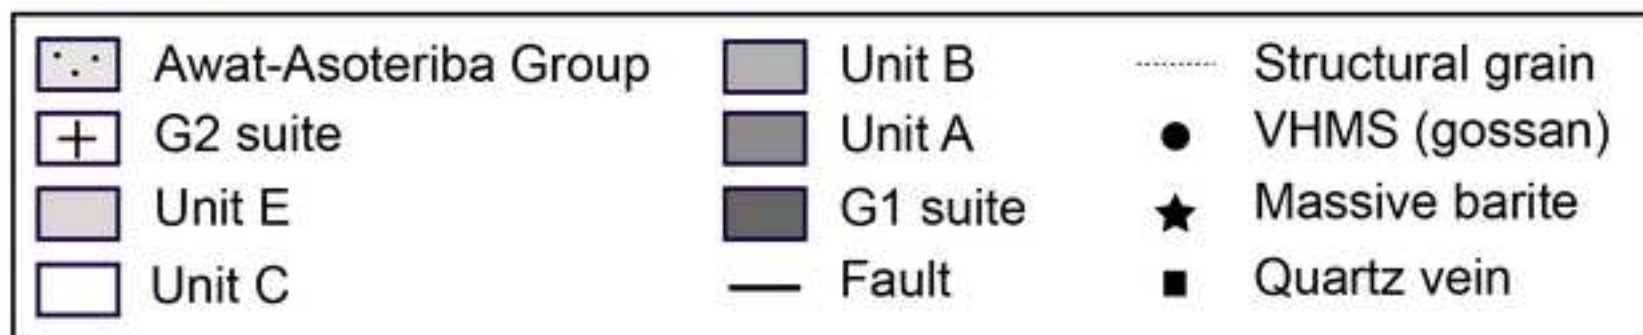 Awat-Asoteriba Group
G2 suite
Unit E
Unit C
Unit B
Unit A
G1 suite
Fault
Structural grain
VHMS (gossan)
Massive barite
Quartz vein